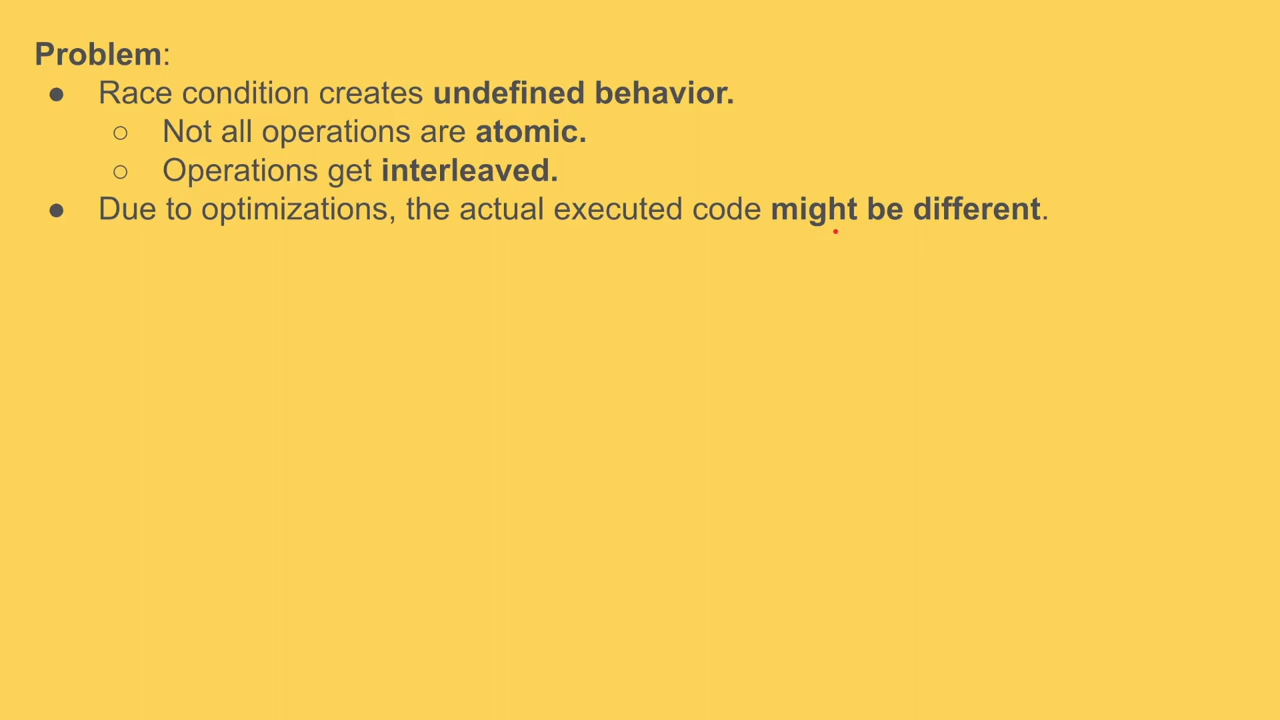 Problem:
● Race condition creates undefined behavior.
○ Not all operations are atomic.
○ Operations get interleaved.
● Due to optimizations, the actual executed code might be different.